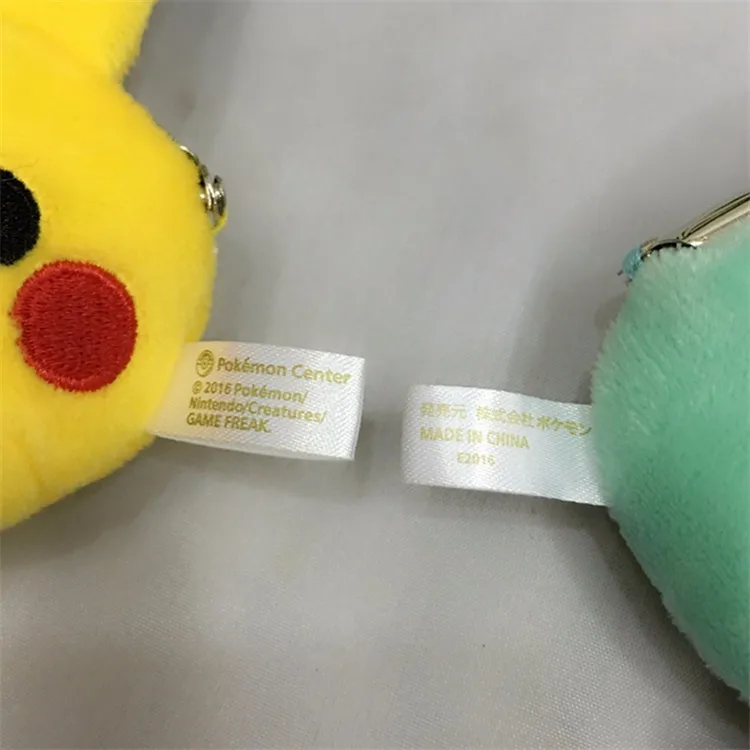 Pokémon Center
© 2016 Pokémon/
Nintendo/Creatures/
GAME FREAK.
発売元 株式会社ポケモン
MADE IN CHINA
E2016